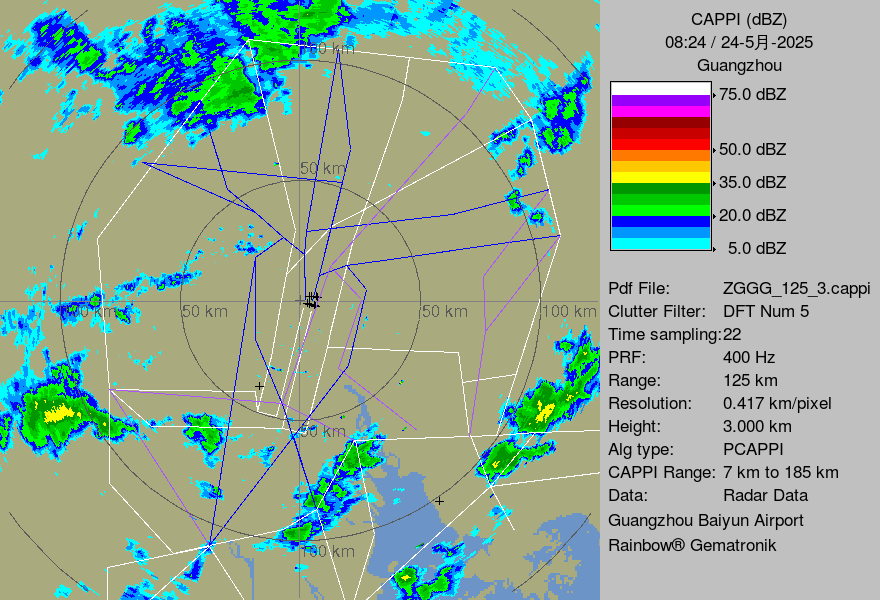 CAPPI (dBZ)
08:24 / 24-5月-2025
Guangzhou
75.0 dBZ
50.0 dBZ
35.0 dBZ
20.0 dBZ
5.0 dBZ
Pdf File: ZGGG_125_3.cappi
Clutter Filter: DFT Num 5
Time sampling:22
PRF: 400 Hz
Range: 125 km
Resolution: 0.417 km/pixel
Height: 3.000 km
Alg type: PCAPPI
CAPPI Range: 7 km to 185 km
Data: Radar Data
Guangzhou Baiyun Airport
Rainbow® Gematronik
100 km
50 km
100 km 50 km 50 km 100 km
50 km
100 km